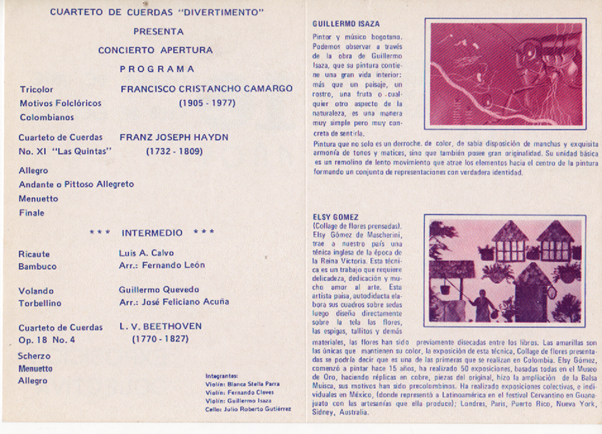 CUARTETO DE CUERDAS "DIVERTIMENTO"
PRESENTA
CONCIERTO APERTURA
PROGRAMA
Tricolor FRANCISCO CRISTANCHO CAMARGO
Motivos Folclóricos (1905 - 1977)
Colombianos
Cuarteto de Cuerdas FRANZ JOSEPH HAYDN
No. XI "Las Quintas" (1732 - 1809)
Allegro
Andante o Pittoso Allegreto
Menuetto
Finale
* * * INTERMEDIO * * *
Ricaute Luis A. Calvo
Bambuco Arr.: Fernando León
Volando Guillermo Quevedo
Torbellino Arr.: José Feliciano Acuña
Cuarteto de Cuerdas L. V. BEETHOVEN
Op. 18 No. 4 (1770 - 1827)
Scherzo
Menuetto
Allegro
Integrantes:
Violín: Blanca Stella Parra
Violín: Fernando Cleves
Violín: Guillermo Isaza
Cello: Julio Roberto Gutiérrez
GUILLERMO ISAZA
Pintor y músico bogotano.
Podemos observar a través
de la obra de Guillermo
Isaza, que su pintura contie-
ne una gran vida interior:
más que un paisaje, un
rostro, una fruta o cual-
quier otro aspecto de la
naturaleza, es una manera
muy simple pero muy con-
creta de sentirla.
Pintura que no solo es un derroche de color, de sabia disposición de manchas y exquisita
armonía de tonos y matices, sino que también posee gran originalidad. Su unidad básica
es un remolino de lento movimiento que atrae los elementos hacia el centro de la pintura
formando un conjunto de representaciones con verdadera identidad.
ELSY GOMEZ
(Collage de flores prensadas).
Elsy Gómez de Mascherini,
trae a nuestro país una
técnica inglesa de la época de
la Reina Victoria. Esta técni-
ca es un trabajo que requiere
delicadeza, dedicación y mu-
cho amor al arte. Esta
artista paisa, autodidacta ela-
bora sus cuadros sobre sedas
luego diseña directamente
sobre la tela las flores,
las espigas, tallitos y demás
materiales, las flores han sido previamente disecadas entre los libros. Las amarillas son
las únicas que mantienen su color, la exposición de esta técnica, Collage de flores prensa-
das se podría decir que es una de las primeras que se realizan en Colombia. Elsy Gómez,
comenzó a pintar hace 15 años, ha realizado 50 exposiciones, basadas todas en el Museo
de Oro, haciendo réplicas en cobre, piezas del original, hizo la ampliación de la Balsa
Muisca, sus motivos han sido precolombinos. Ha realizado exposiciones colectivas, e indi-
viduales en México, (donde representó a Latinoamérica en el festival Cervantino en Guana-
juato con las artesanías que ella produce); Londres, París, Puerto Rico, Nueva York,
Sidney, Australia.